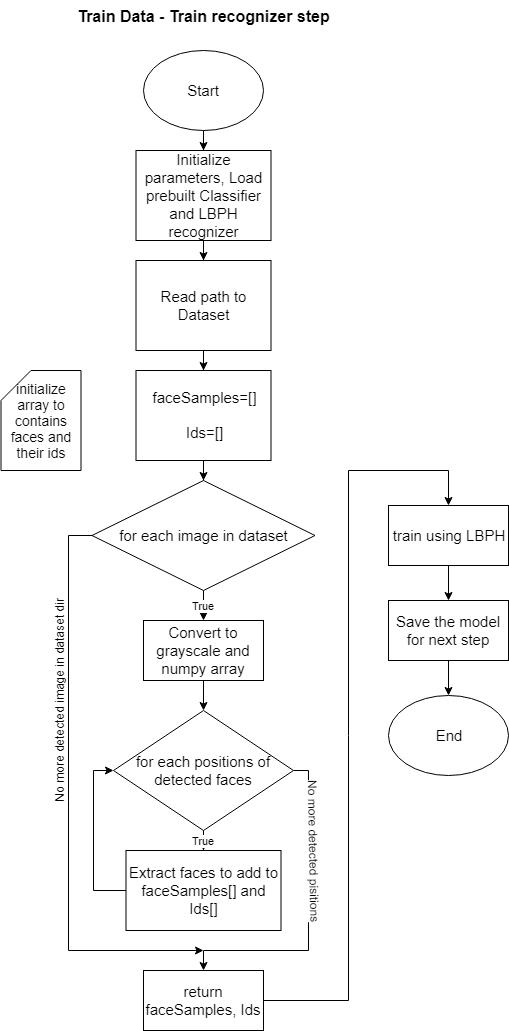 Train Data - Train recognizer step
Start
Initialize
parameters, Load
prebuilt Classifier
and LBPH
recognizer
Read path to
Dataset
initialize
array to
contains
faces and
their ids
faceSamples=[]
Ids=[]
for each image in dataset
True
Convert to
grayscale and
numpy array
for each positions of
detected faces
True
Extract faces to add to
faceSamples[] and
Ids[]
No more detected image in dataset dir
No more detected pisitions
return
faceSamples, Ids
train using LBPH
Save the model
for next step
End